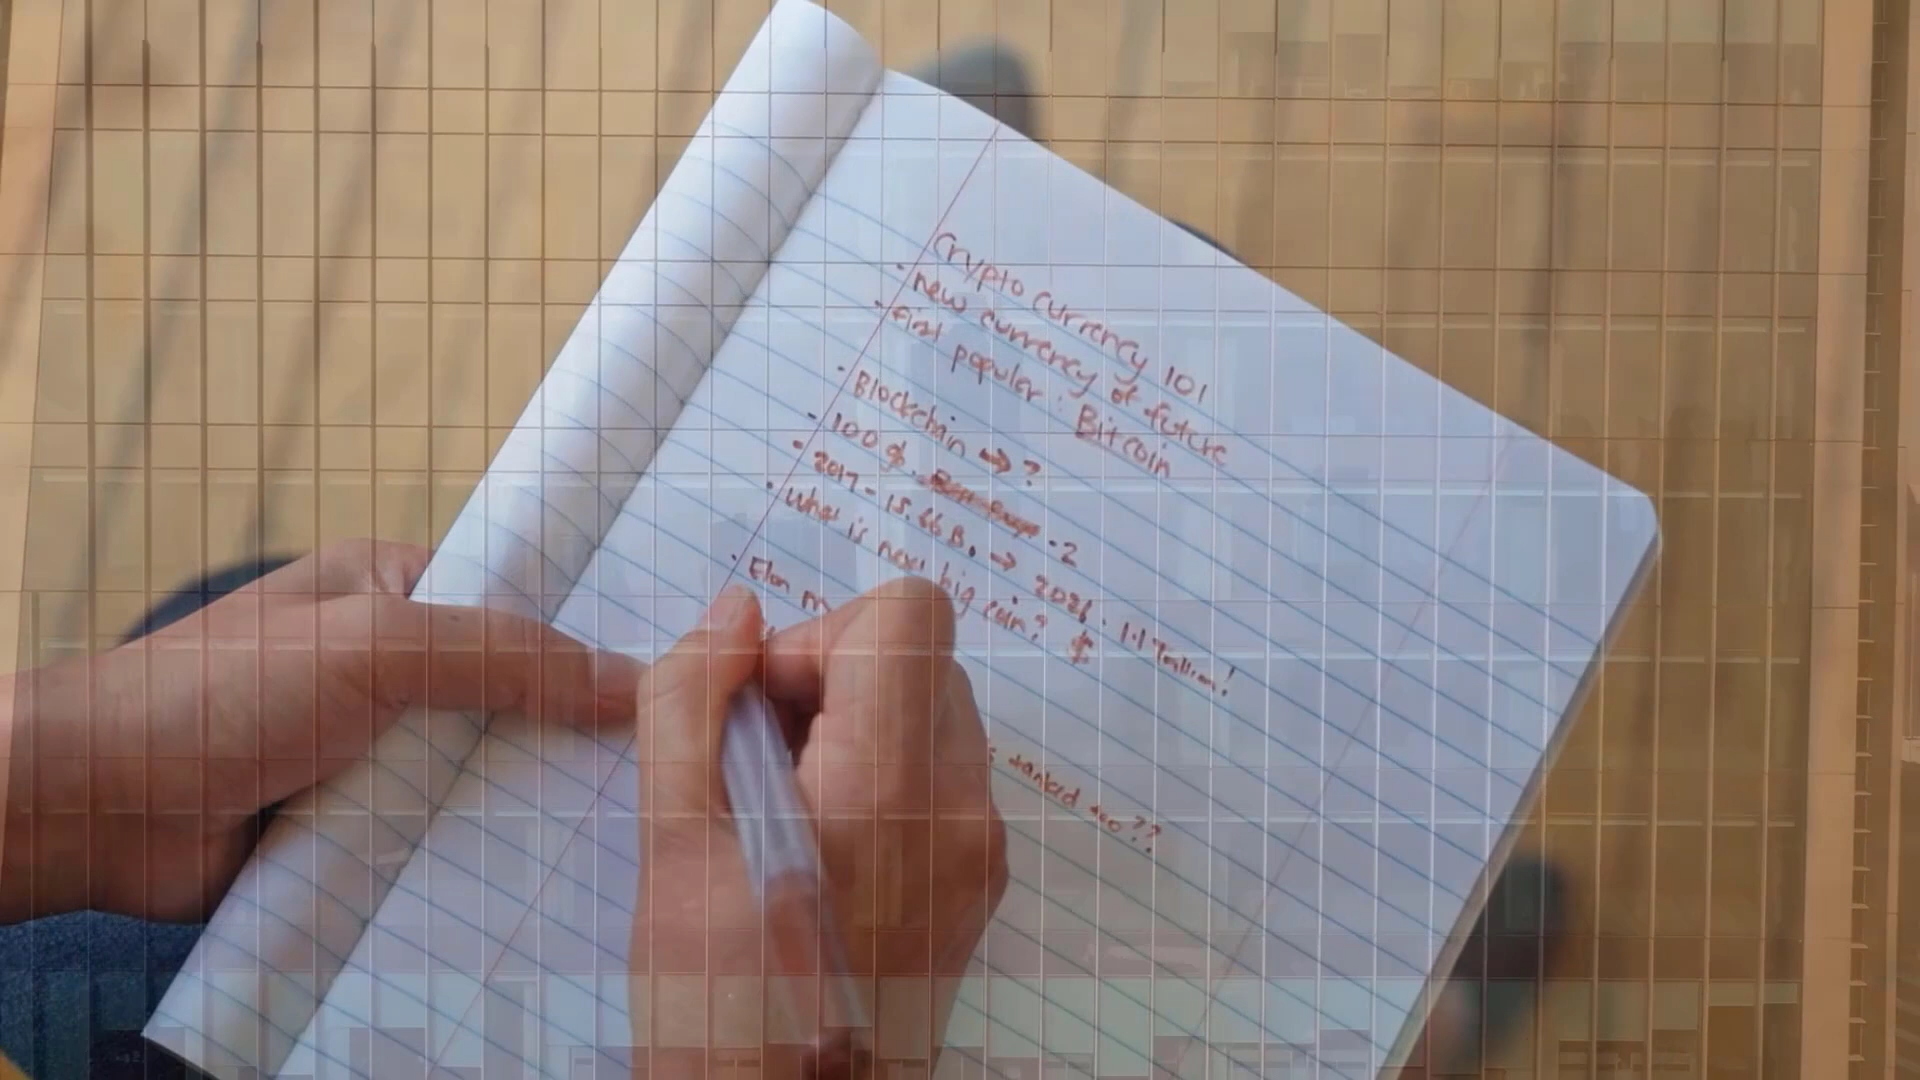 Crypto currency 101
- new currency of future
- first popular : Bitcoin
- Blockchain → ?
- 100 $. - 2
- 2017 - 15.66 B. → 2021. 1.1 Trillion!
- What is next big coin? $
- Elon m
tanked too??